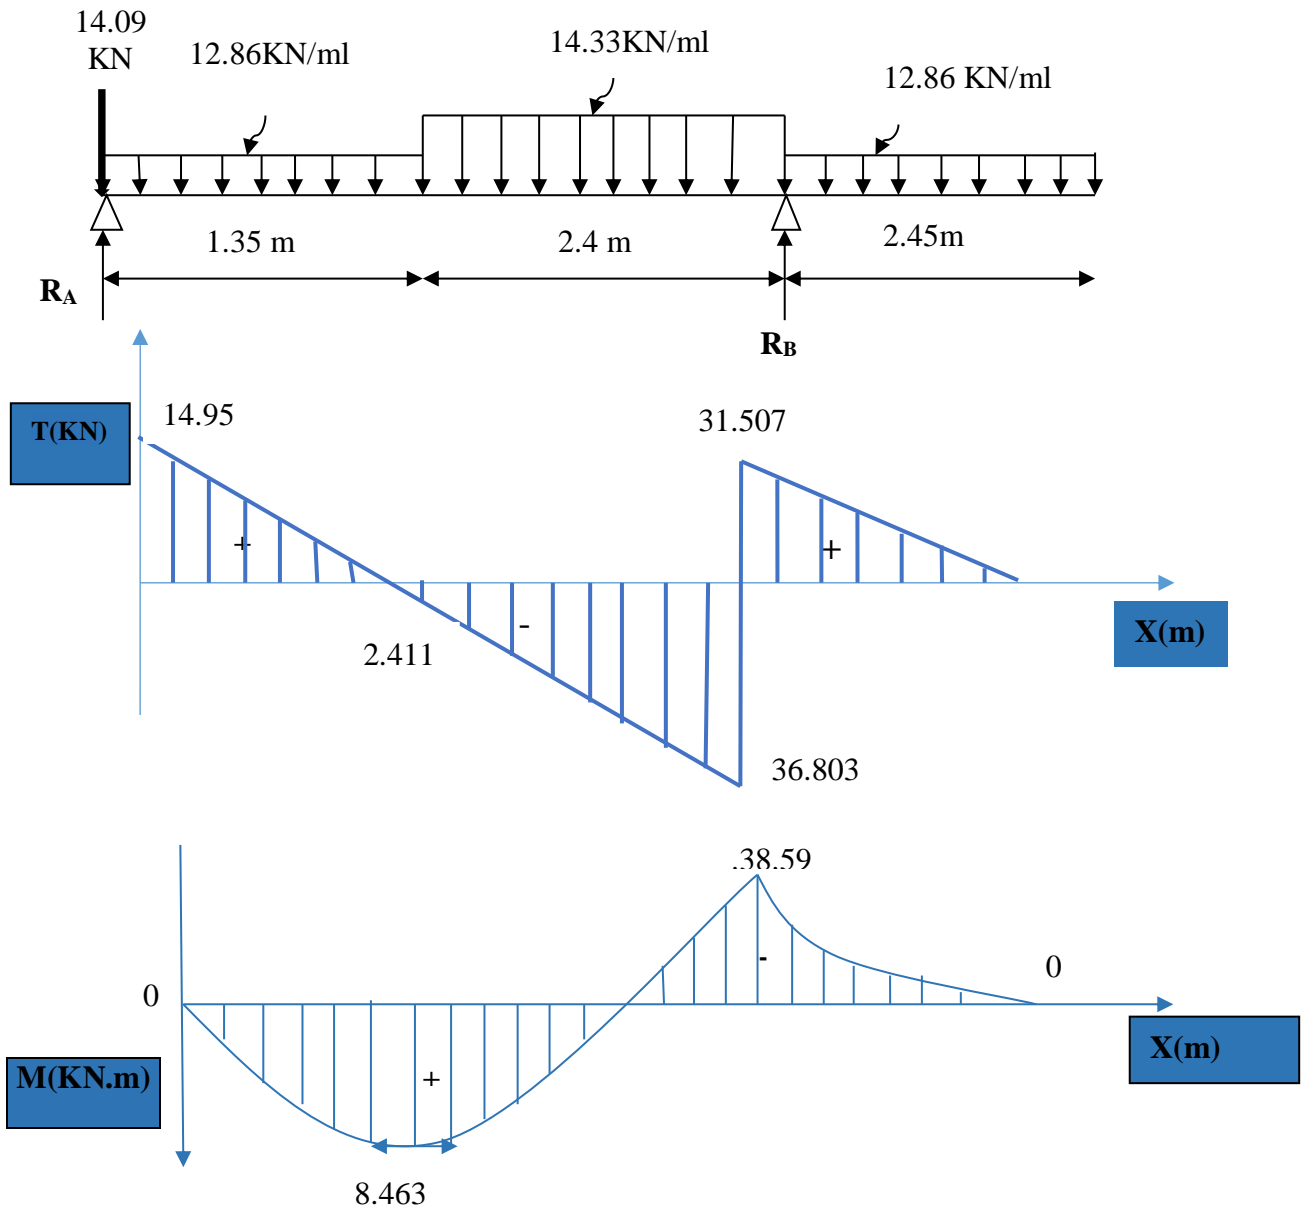 14.09
KN
12.86KN/ml
14.33KN/ml
12.86 KN/ml
1.35 m
2.4 m
2.45m
RA
RB
T(KN)
14.95
31.507
+
+
-
X(m)
2.411
36.803
.38.59
-
0
0
X(m)
M(KN.m)
+
8.463